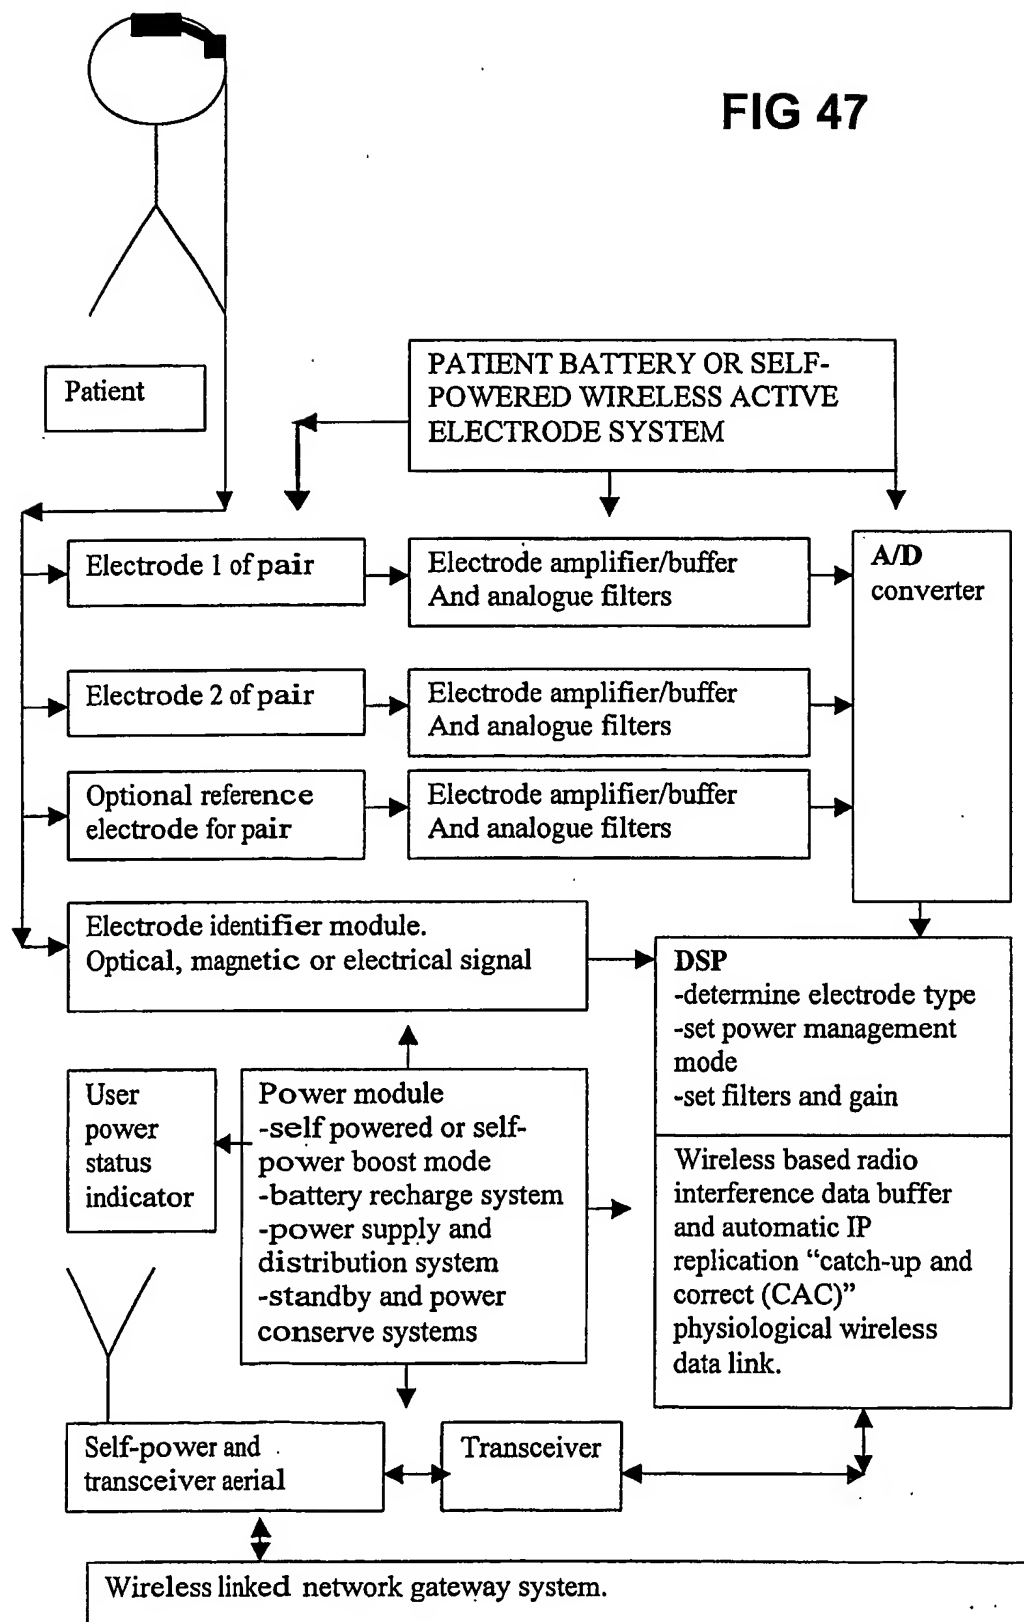 FIG 47
Patient
PATIENT BATTERY OR SELF-
POWERED WIRELESS ACTIVE
ELECTRODE SYSTEM
Electrode 1 of pair
Electrode amplifier/buffer
And analogue filters
A/D
converter
Electrode 2 of pair
Electrode amplifier/buffer
And analogue filters
Optional reference
electrode for pair
Electrode amplifier/buffer
And analogue filters
Electrode identifier module.
Optical, magnetic or electrical signal
DSP
-determine electrode type
-set power management
mode
-set filters and gain
User
power
status
indicator
Power module
-self powered or self-
power boost mode
-battery recharge system
-power supply and
distribution system
-standby and power
conserve systems
Wireless based radio
interference data buffer
and automatic IP
replication “catch-up and
correct (CAC)”
physiological wireless
data link.
Self-power and
transceiver aerial
Transceiver
Wireless linked network gateway system.